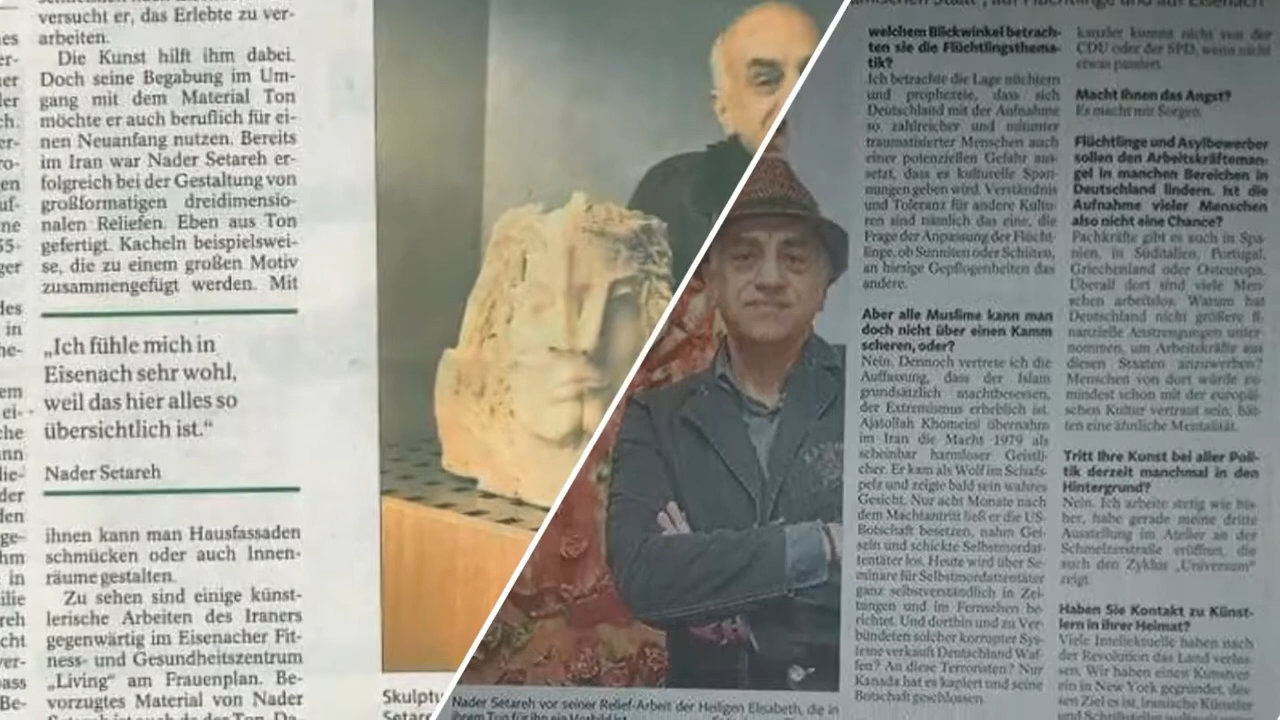 versucht er, das Erlebte zu ver-
arbeiten.
Die Kunst hilft ihm dabei.
Doch seine Begabung im Um-
gang mit dem Material Ton
möchte er auch beruflich für ei-
nen Neuanfang nutzen. Bereits
im Iran war Nader Setareh er-
folgreich bei der Gestaltung von
großformatigen dreidimensio-
nalen Reliefen. Eben aus Ton
gefertigt. Kacheln beispielswei-
se, die zu einem großen Motiv
zusammengefügt werden. Mit
„Ich fühle mich in
Eisenach sehr wohl,
weil das hier alles so
übersichtlich ist.“
Nader Setareh
ihnen kann man Hausfassaden
schmücken oder auch Innen-
räume gestalten.
Zu sehen sind einige künst-
lerische Arbeiten des Iraners
gegenwärtig im Eisenacher Fit-
ness- und Gesundheitszentrum
„Living“ am Frauenplan. Be-
vorzugtes Material von Nader
Skulptu
Nader Setareh vor seiner Relief-Arbeit der Heiligen Elisabeth, die in
welchem Blickwinkel betrach-
ten sie die Flüchtlingsthema-
tik?
Ich betrachte die Lage nüchtern
und prophezeie, dass sich
Deutschland mit der Aufnahme
so zahlreicher und mitunter
traumatisierter Menschen auch
einer potenziellen Gefahr aus-
setzt, dass es kulturelle Span-
nungen geben wird. Verständnis
und Toleranz für andere Kultu-
ren sind nämlich das eine, die
Frage der Anpassung der Flücht-
linge, ob Sunniten oder Schiiten,
an hiesige Gepflogenheiten das
andere.
Aber alle Muslime kann man
doch nicht über einen Kamm
scheren, oder?
Nein. Dennoch vertrete ich die
Auffassung, dass der Islam
grundsätzlich machtbesessen,
der Extremismus erheblich ist.
Ajatollah Khomeini übernahm
im Iran die Macht 1979 als
scheinbar harmloser Geistli-
cher. Er kam als Wolf im Schafs-
pelz und zeigte bald sein wahres
Gesicht. Nur acht Monate nach
dem Machtantritt ließ er die US-
Botschaft besetzen, nahm Gei-
seln und schickte Selbstmordat-
tentäter los. Heute wird über Se-
minare für Selbstmordattentäter
ganz selbstverständlich in Zei-
tungen und im Fernsehen be-
richtet. Und dorthin und zu Ver-
bündeten solcher korrupter Sys-
teme verkauft Deutschland Waf-
fen? An diese Terroristen? Nur
Kanada hat es kapiert und seine
Botschaft geschlossen.
kanzler kommt nicht von der
CDU oder der SPD, wenn nicht
etwas passiert.
Macht Ihnen das Angst?
Es macht mir Sorgen.
Flüchtlinge und Asylbewerber
sollen den Arbeitskräfteman-
gel in manchen Bereichen in
Deutschland lindern. Ist die
Aufnahme vieler Menschen
also nicht eine Chance?
Fachkräfte gibt es auch in Spa-
nien, in Süditalien, Portugal,
Griechenland oder Osteuropa.
Überall dort sind viele Men-
schen arbeitslos. Warum hat
Deutschland nicht größere fi-
nanzielle Anstrengungen unter-
nommen, um Arbeitskräfte aus
diesen Staaten anzuwerben?
Menschen von dort würde zu-
mindest schon mit der europäi-
schen Kultur vertraut sein, hät-
ten eine ähnliche Mentalität.
Tritt Ihre Kunst bei aller Poli-
tik derzeit manchmal in den
Hintergrund?
Nein. Ich arbeite stetig wie bis-
her, habe gerade meine dritte
Ausstellung im Atelier an der
Schmelzerstraße eröffnet, die
auch den Zyklus „Universum“
zeigt.
Haben Sie Kontakt zu Künst-
lern in ihrer Heimat?
Viele Intellektuelle haben nach
der Revolution das Land verlas-
sen. Wir haben einen Kunstver-
ein in New York gegründet, des-
sen Ziel es ist, iranische Künstler